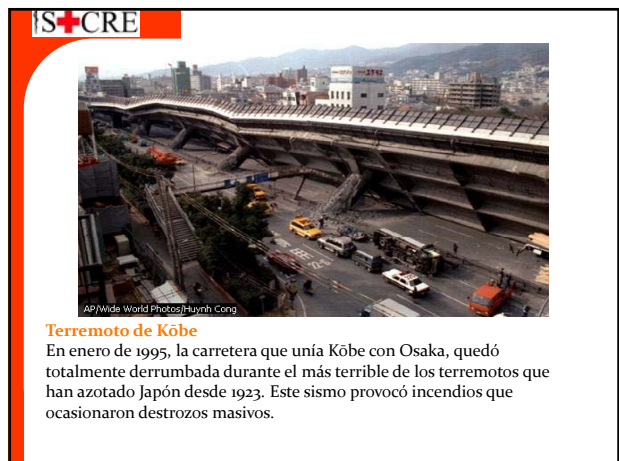 IS✚CRE
AP/Wide World Photos/Huynh Cong
Terremoto de Kōbe
En enero de 1995, la carretera que unía Kōbe con Osaka, quedó
totalmente derrumbada durante el más terrible de los terremotos que
han azotado Japón desde 1923. Este sismo provocó incendios que
ocasionaron destrozos masivos.